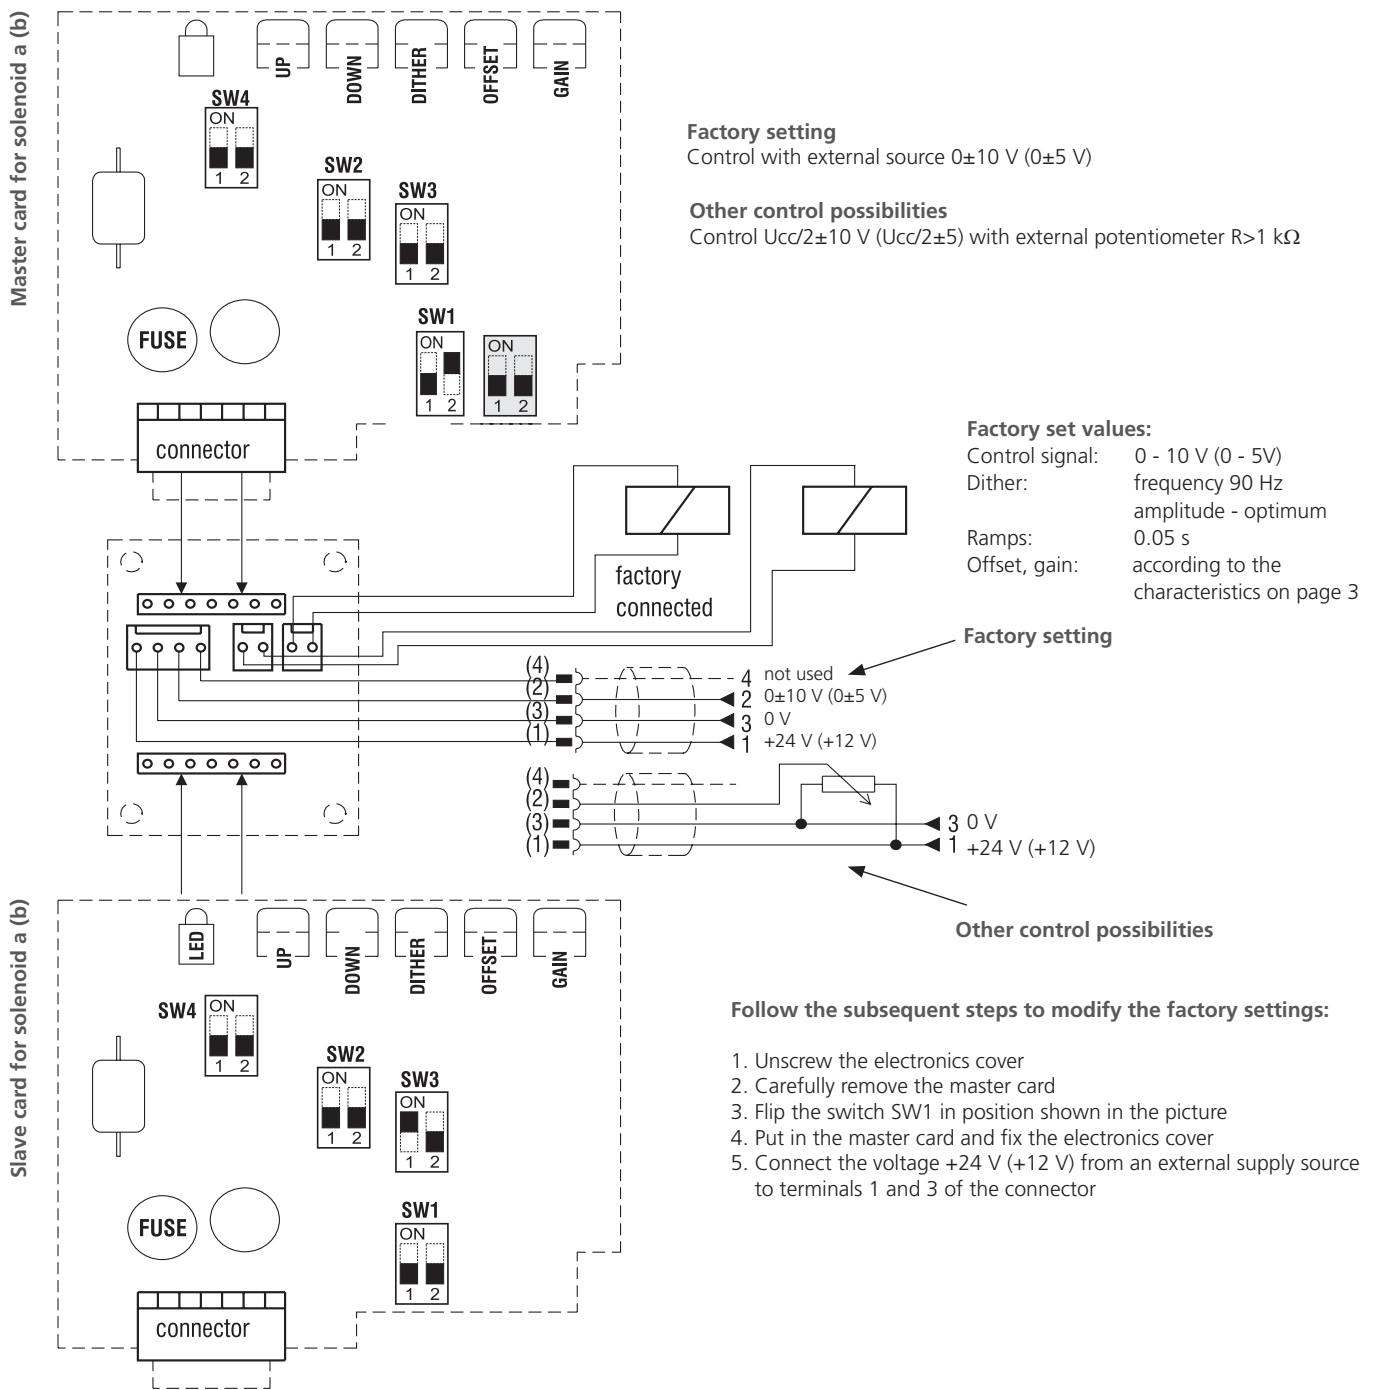 Master card for solenoid a (b)
UP
DOWN
DITHER
OFFSET
GAIN
SW4
ON
1 2
SW2
ON
1 2
SW3
ON
1 2
FUSE
SW1
ON
1 2
ON
1 2
connector
Factory setting
Control with external source 0±10 V (0±5 V)
Other control possibilities
Control Ucc/2±10 V (Ucc/2±5) with external potentiometer R>1 kΩ
Factory set values:
Control signal: 0 - 10 V (0 - 5V)
Dither: frequency 90 Hz
amplitude - optimum
Ramps: 0.05 s
Offset, gain: according to the
characteristics on page 3
factory
connected
Factory setting
(4) 4 not used
(2) 2 0±10 V (0±5 V)
(3) 3 0 V
(1) 1 +24 V (+12 V)
(4)
(2)
(3) 3 0 V
(1) 1 +24 V (+12 V)
Other control possibilities
Slave card for solenoid a (b)
LED
UP
DOWN
DITHER
OFFSET
GAIN
SW4
ON
1 2
SW2
ON
1 2
SW3
ON
1 2
FUSE
SW1
ON
1 2
connector
Follow the subsequent steps to modify the factory settings:
1. Unscrew the electronics cover
2. Carefully remove the master card
3. Flip the switch SW1 in position shown in the picture
4. Put in the master card and fix the electronics cover
5. Connect the voltage +24 V (+12 V) from an external supply source
to terminals 1 and 3 of the connector